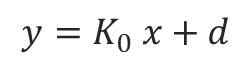 y = K₀ x + d